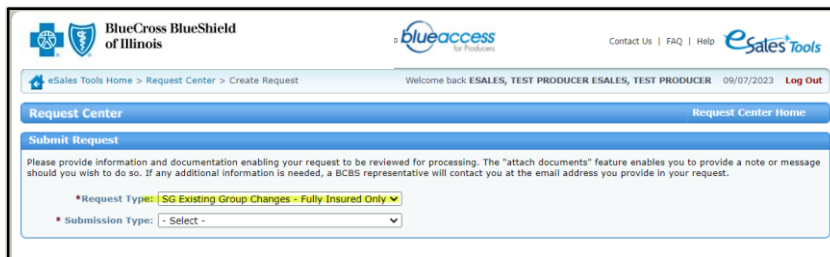 BlueCross BlueShield
of Illinois
blueaccess
for Producers
Contact Us | FAQ | Help
eSales Tools
eSales Tools Home > Request Center > Create Request
Welcome back ESALES, TEST PRODUCER ESALES, TEST PRODUCER 09/07/2023 Log Out
Request Center
Request Center Home
Submit Request
Please provide information and documentation enabling your request to be reviewed for processing. The "attach documents" feature enables you to provide a note or message
should you wish to do so. If any additional information is needed, a BCBS representative will contact you at the email address you provide in your request.
*Request Type: SG Existing Group Changes - Fully Insured Only
* Submission Type: - Select -